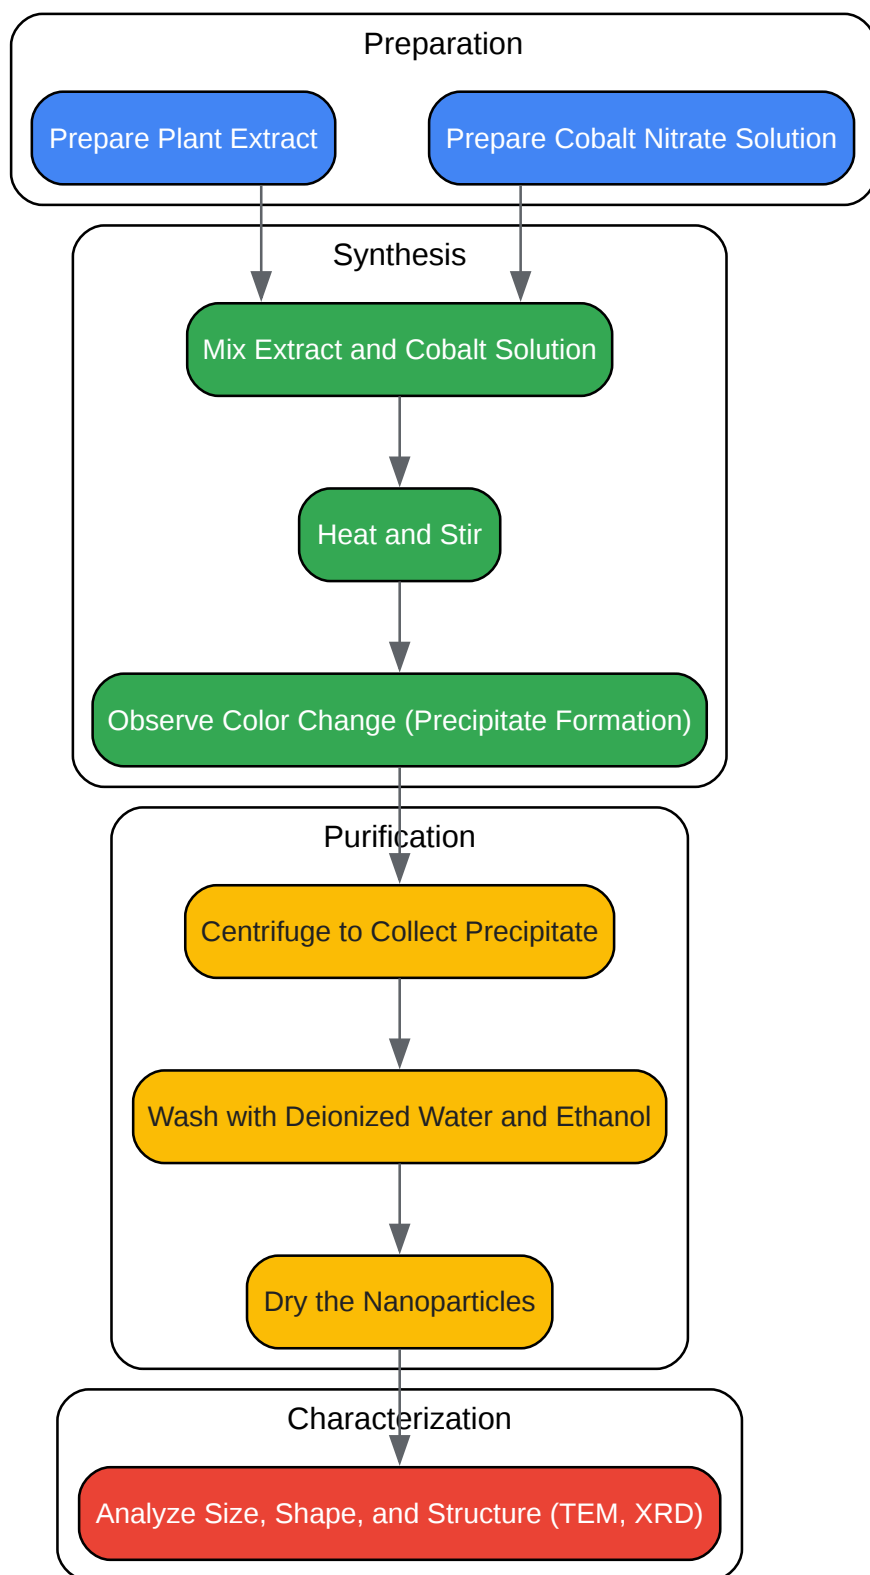 Preparation
Prepare Plant Extract
Prepare Cobalt Nitrate Solution
Synthesis
Mix Extract and Cobalt Solution
Heat and Stir
Observe Color Change (Precipitate Formation)
Purification
Centrifuge to Collect Precipitate
Wash with Deionized Water and Ethanol
Dry the Nanoparticles
Characterization
Analyze Size, Shape, and Structure (TEM, XRD)